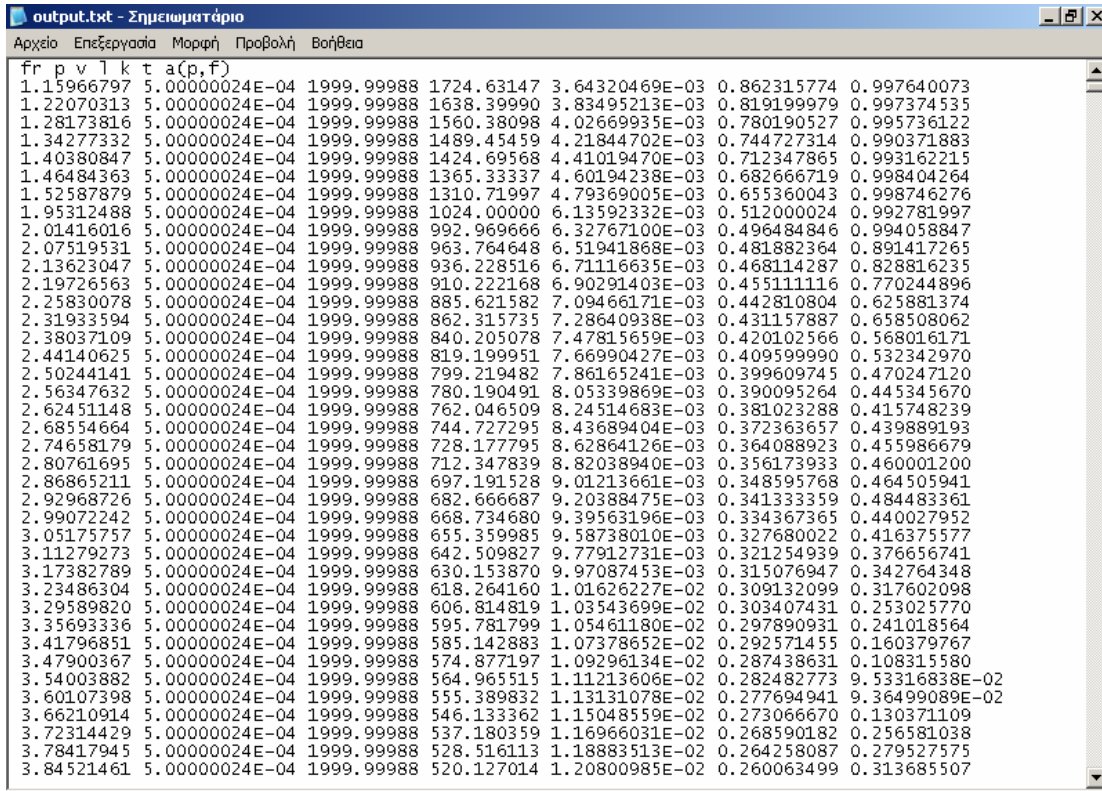 output.txt - Σημειωματάριο
Αρχείο Επεξεργασία Μορφή Προβολή Βοήθεια
fr p v l k t a(p,f)
1.15966797 5.00000024E-04 1999.99988 1724.63147 3.64320469E-03 0.862315774 0.997640073
1.22070313 5.00000024E-04 1999.99988 1638.39990 3.83495213E-03 0.819199979 0.997374535
1.28173816 5.00000024E-04 1999.99988 1560.38098 4.02669935E-03 0.780190527 0.995736122
1.34277332 5.00000024E-04 1999.99988 1489.45459 4.21844702E-03 0.744727314 0.990371883
1.40380847 5.00000024E-04 1999.99988 1424.69568 4.41019470E-03 0.712347865 0.993162215
1.46484363 5.00000024E-04 1999.99988 1365.33337 4.60194238E-03 0.682666719 0.998404264
1.52587879 5.00000024E-04 1999.99988 1310.71997 4.79369005E-03 0.655360043 0.998746276
1.95312488 5.00000024E-04 1999.99988 1024.00000 6.13592332E-03 0.512000024 0.992781997
2.01416016 5.00000024E-04 1999.99988 992.969666 6.32767100E-03 0.496484846 0.994058847
2.07519531 5.00000024E-04 1999.99988 963.764648 6.51941868E-03 0.481882364 0.891417265
2.13623047 5.00000024E-04 1999.99988 936.228516 6.71116635E-03 0.468114287 0.828816235
2.19726563 5.00000024E-04 1999.99988 910.222168 6.90291403E-03 0.455111116 0.770244896
2.25830078 5.00000024E-04 1999.99988 885.621582 7.09466171E-03 0.442810804 0.625881374
2.31933594 5.00000024E-04 1999.99988 862.315735 7.28640938E-03 0.431157887 0.658508062
2.38037109 5.00000024E-04 1999.99988 840.205078 7.47815659E-03 0.420102566 0.568016171
2.44140625 5.00000024E-04 1999.99988 819.199951 7.66990427E-03 0.409599990 0.532342970
2.50244141 5.00000024E-04 1999.99988 799.219482 7.86165241E-03 0.399609745 0.470247120
2.56347632 5.00000024E-04 1999.99988 780.190491 8.05339869E-03 0.390095264 0.445345670
2.62451148 5.00000024E-04 1999.99988 762.046509 8.24514683E-03 0.381023288 0.415748239
2.68554664 5.00000024E-04 1999.99988 744.727295 8.43689404E-03 0.372363657 0.439889193
2.74658179 5.00000024E-04 1999.99988 728.177795 8.62864126E-03 0.364088923 0.455986679
2.80761695 5.00000024E-04 1999.99988 712.347839 8.82038940E-03 0.356173933 0.460001200
2.86865211 5.00000024E-04 1999.99988 697.191528 9.01213661E-03 0.348595768 0.464505941
2.92968726 5.00000024E-04 1999.99988 682.666687 9.20388475E-03 0.341333359 0.484483361
2.99072242 5.00000024E-04 1999.99988 668.734680 9.39563196E-03 0.334367365 0.440027952
3.05175757 5.00000024E-04 1999.99988 655.359985 9.58738010E-03 0.327680022 0.416375577
3.11279273 5.00000024E-04 1999.99988 642.509827 9.77912731E-03 0.321254939 0.376656741
3.17382789 5.00000024E-04 1999.99988 630.153870 9.97087453E-03 0.315076947 0.342764348
3.23486304 5.00000024E-04 1999.99988 618.264160 1.01626227E-02 0.309132099 0.317602098
3.29589820 5.00000024E-04 1999.99988 606.814819 1.03543699E-02 0.303407431 0.253025770
3.35693336 5.00000024E-04 1999.99988 595.781799 1.05461180E-02 0.297890931 0.241018564
3.41796851 5.00000024E-04 1999.99988 585.142883 1.07378652E-02 0.292571455 0.160379767
3.47900367 5.00000024E-04 1999.99988 574.877197 1.09296134E-02 0.287438631 0.108315580
3.54003882 5.00000024E-04 1999.99988 564.965515 1.11213606E-02 0.282482773 9.53316838E-02
3.60107398 5.00000024E-04 1999.99988 555.389832 1.13131078E-02 0.277694941 9.36499089E-02
3.66210914 5.00000024E-04 1999.99988 546.133362 1.15048559E-02 0.273066670 0.130371109
3.72314429 5.00000024E-04 1999.99988 537.180359 1.16966031E-02 0.268590182 0.256581038
3.78417945 5.00000024E-04 1999.99988 528.516113 1.18883513E-02 0.264258087 0.279527575
3.84521461 5.00000024E-04 1999.99988 520.127014 1.20800985E-02 0.260063499 0.313685507